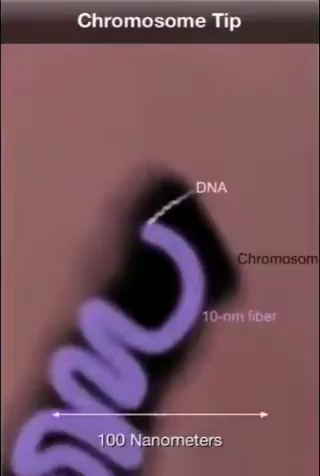 Chromosome Tip
DNA
Chromosom
10-nm fiber
100 Nanometers